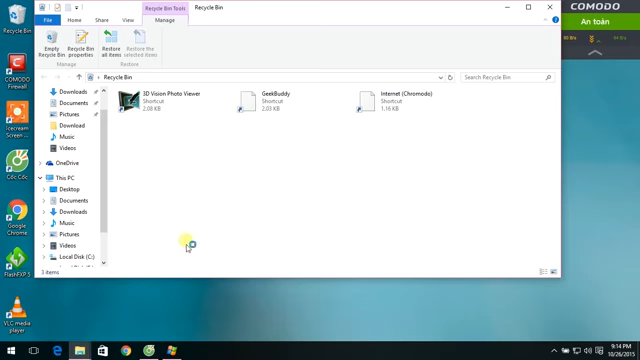 Recycle Bin Tools
Recycle Bin
File
Home
Share
View
Manage
Empty Recycle Bin
Recycle Bin properties
Restore all items
Restore the selected items
Manage
Restore
Recycle Bin
Search Recycle Bin
Downloads
Documents
Pictures
Download
Music
Videos
OneDrive
This PC
Desktop
Documents
Downloads
Music
Pictures
Videos
Local Disk (C:)
3D Vision Photo Viewer
Shortcut
2.08 KB
GeekBuddy
Shortcut
2.03 KB
Internet (Chromodo)
Shortcut
1.16 KB
3 items
Recycle Bin
COMODO Firewall
Icecream Screen ...
Cốc Cốc
Google Chrome
FlashFXP 5
VLC media player
COMODO
An toàn
9:14 PM
10/26/2015